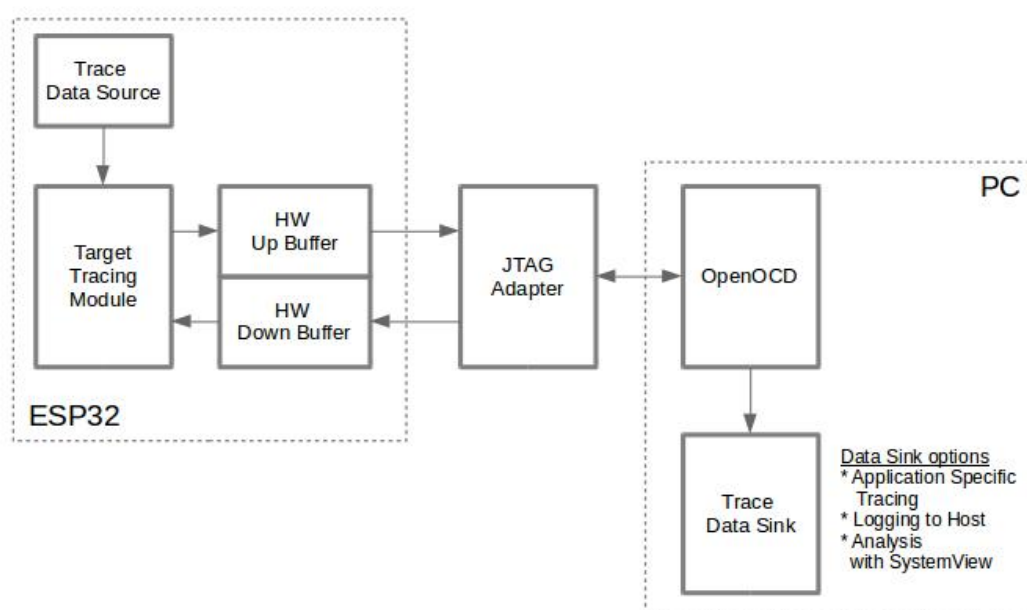 Trace
Data Source
Target
Tracing
Module
HW
Up Buffer
HW
Down Buffer
ESP32
JTAG
Adapter
PC
OpenOCD
Trace
Data Sink
Data Sink options
* Application Specific
Tracing
* Logging to Host
* Analysis
with SystemView